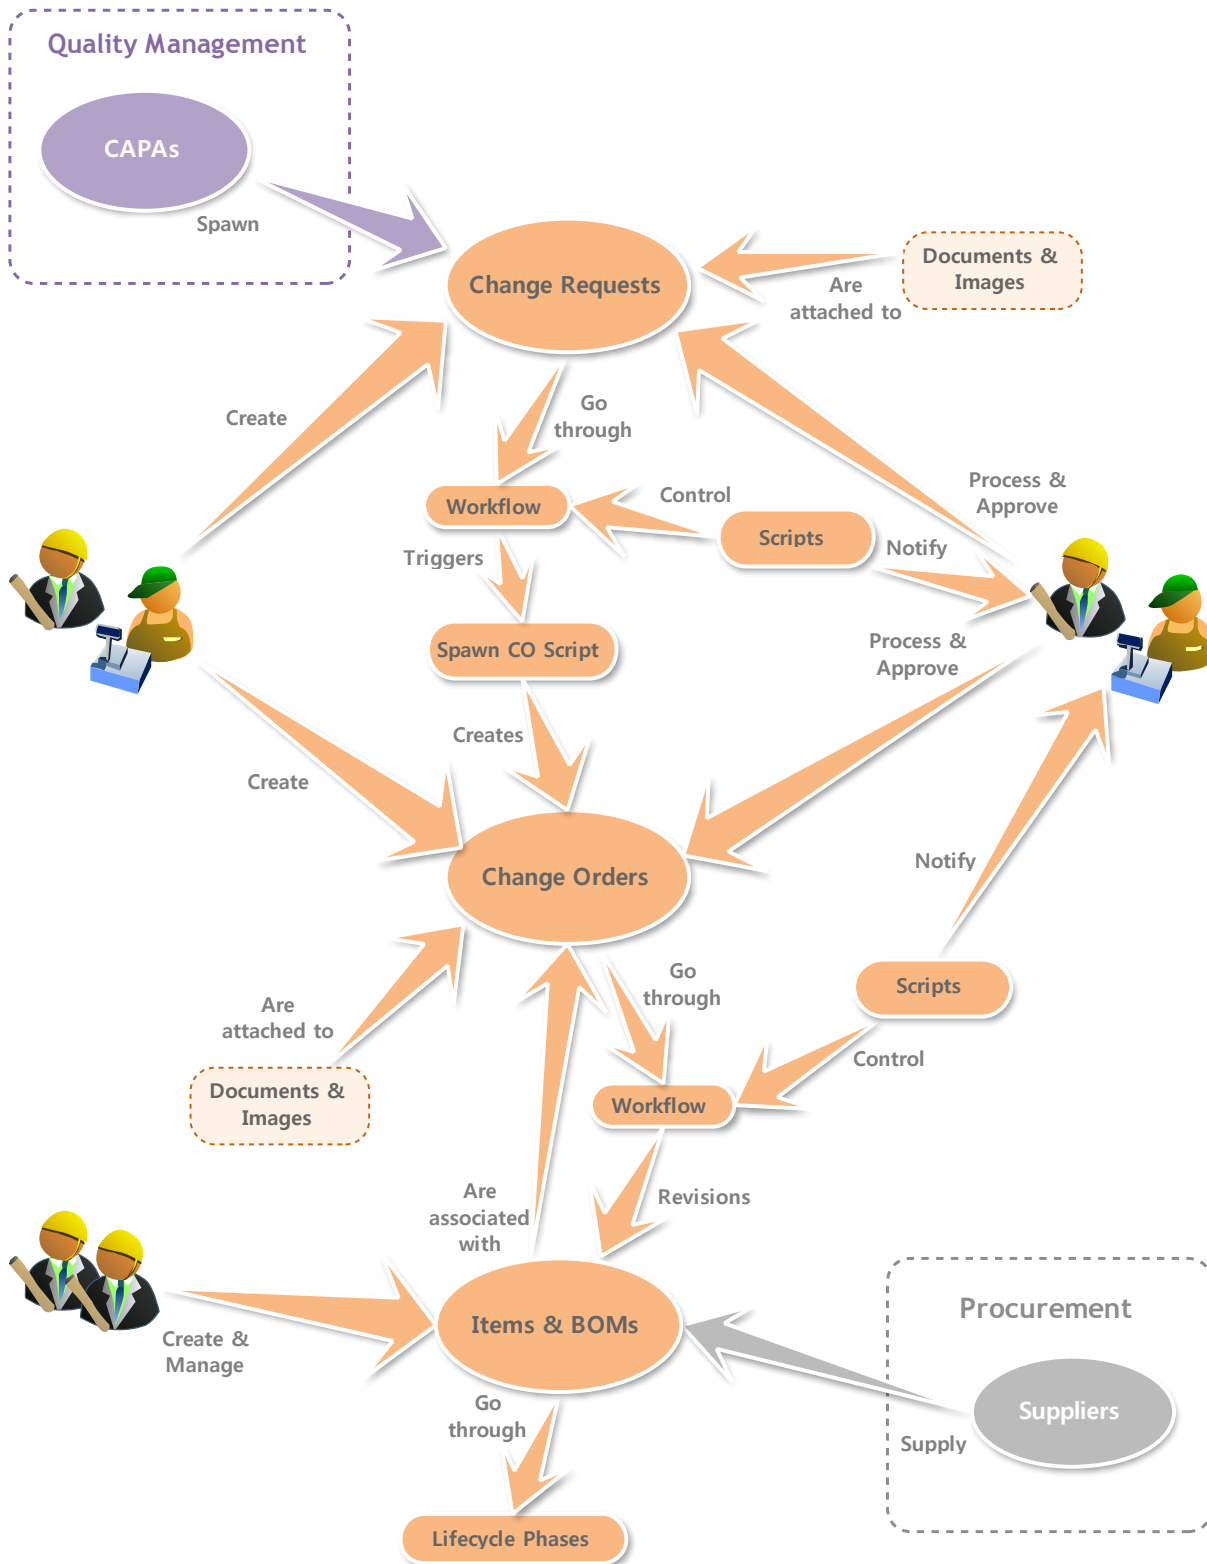 Quality Management
CAPAs
Spawn
Change Requests
Documents &
Images
Are
attached to
Create
Go
through
Process &
Approve
Workflow
Control
Scripts
Notify
Triggers
Spawn CO Script
Process &
Approve
Creates
Create
Change Orders
Notify
Go
through
Scripts
Are
attached to
Control
Documents &
Images
Workflow
Are
associated
with
Revisions
Items & BOMs
Procurement
Create &
Manage
Go
through
Suppliers
Supply
Lifecycle Phases